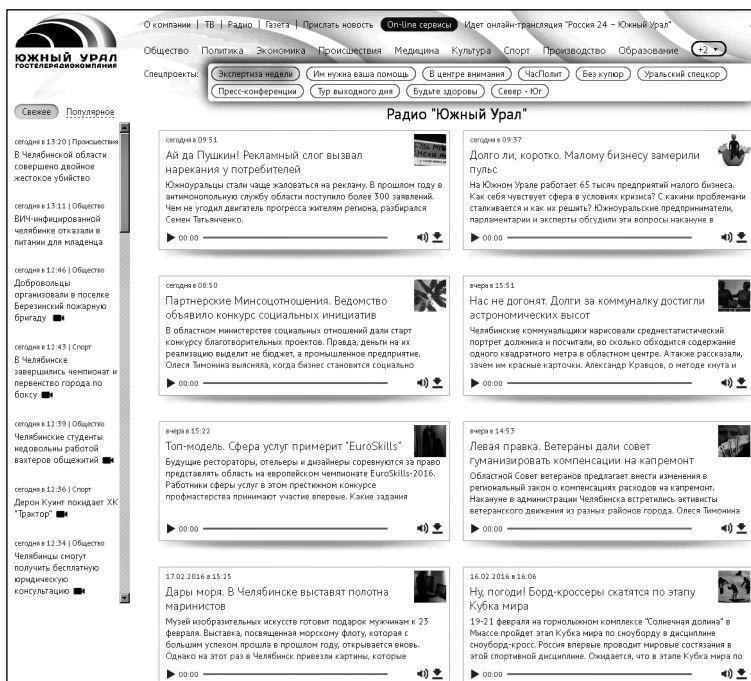 О компании | ТВ | Радио | Газета | Прислать новость On-line сервисы Идет онлайн-трансляция "Россия 24 – Южный Урал"
ЮЖНЫЙ УРАЛ
ГОСТЕЛЕРАДИОКОМПАНИЯ
Общество Политика Экономика Происшествия Медицина Культура Спорт Производство Образование +2
Спецпроекты: Экспертиза недели Им нужна ваша помощь В центре внимания ЧасПолит Без купюр Уральский спецкор
Пресс-конференции Тур выходного дня Будьте здоровы Север - Юг
Свежее Популярное
сегодня в 13:20 | Происшествия
В Челябинской области
совершено двойное
жестокое убийство
сегодня в 13:11 | Общество
ВИЧ-инфицированной
челябинке отказали в
питании для младенца
сегодня в 12:46 | Общество
Добровольцы
организовали в поселке
Березинский пожарную
бригаду
сегодня в 12:43 | Спорт
В Челябинске
завершились чемпионат и
первенство города по
боксу
сегодня в 12:39 | Общество
Челябинские студенты
недовольны работой
вахтеров общежитий
сегодня в 12:36 | Спорт
Дерон Куинт покидает ХК
"Трактор"
сегодня в 12:34 | Общество
Челябинцы смогут
получить бесплатную
юридическую
консультацию
Радио "Южный Урал"
сегодня в 09:51
Ай да Пушкин! Рекламный слог вызвал
нарекания у потребителей
Южноуральцы стали чаще жаловаться на рекламу. В прошлом году в
антимонопольную службу области поступило более 300 заявлений.
Чем не угодил двигатель прогресса жителям региона, разбирался
Семен Татьянченко.
00:00
сегодня в 09:37
Долго ли, коротко. Малому бизнесу замерили
пульс
На Южном Урале работает 65 тысяч предприятий малого бизнеса.
Как себя чувствует сфера в условиях кризиса? С какими проблемами
сталкивается и как их решить? Южноуральские предприниматели,
парламентарии и эксперты обсудили эти вопросы накануне в
00:00
сегодня в 08:50
Партнерские Минсоцотношения. Ведомство
объявило конкурс социальных инициатив
В областном министерстве социальных отношений дали старт
конкурсу благотворительных проектов. Правда, деньги на их
реализацию выделит не бюджет, а промышленное предприятие.
Олеся Тимонина выясняла, когда бизнес становится социально
00:00
вчера в 15:51
Нас не догонят. Долги за коммуналку достигли
астрономических высот
Челябинские коммунальщики нарисовали среднестатистический
портрет должника и посчитали, во сколько обходится содержание
одного квадратного метра в областном центре. А также рассказали,
зачем им красные карточки. Александр Кравцов, о методе кнута и
00:00
вчера в 15:22
Топ-модель. Сфера услуг примерит "EuroSkills"
Будущие рестораторы, отельеры и дизайнеры соревнуются за право
представлять область на европейском чемпионате EuroSkills-2016.
Работники сферы услуг в этом престижном конкурсе
профмастерства принимают участие впервые. Какие задания
00:00
вчера в 14:53
Левая правка. Ветераны дали совет
гуманизировать компенсации на капремонт
Областной Совет ветеранов предлагает внести изменения в
региональный закон о компенсациях расходов на капремонт.
Накануне в администрации Челябинска встретились активисты
ветеранского движения из разных районов города. Олеся Тимонина
00:00
17.02.2016 в 15:25
Дары моря. В Челябинске выставят полотна
маринистов
Музей изобразительных искусств готовит подарок мужчинам к 23
февраля. Выставка, посвященная морскому флоту, которая с
большим успехом прошла в прошлом году, открывается вновь.
Однако на этот раз в Челябинск привезли картины, которые
00:00
16.02.2016 в 16:06
Ну, погоди! Борд-кроссеры скатятся по этапу
Кубка мира
19-21 февраля на горнолыжном комплексе "Солнечная долина" в
Миассе пройдет этап Кубка мира по сноуборду в дисциплине
сноуборд-кросс. Россия впервые проводит мировые состязания в
этой спортивной дисциплине. Ожидается, что в этапе Кубка мира по
00:00